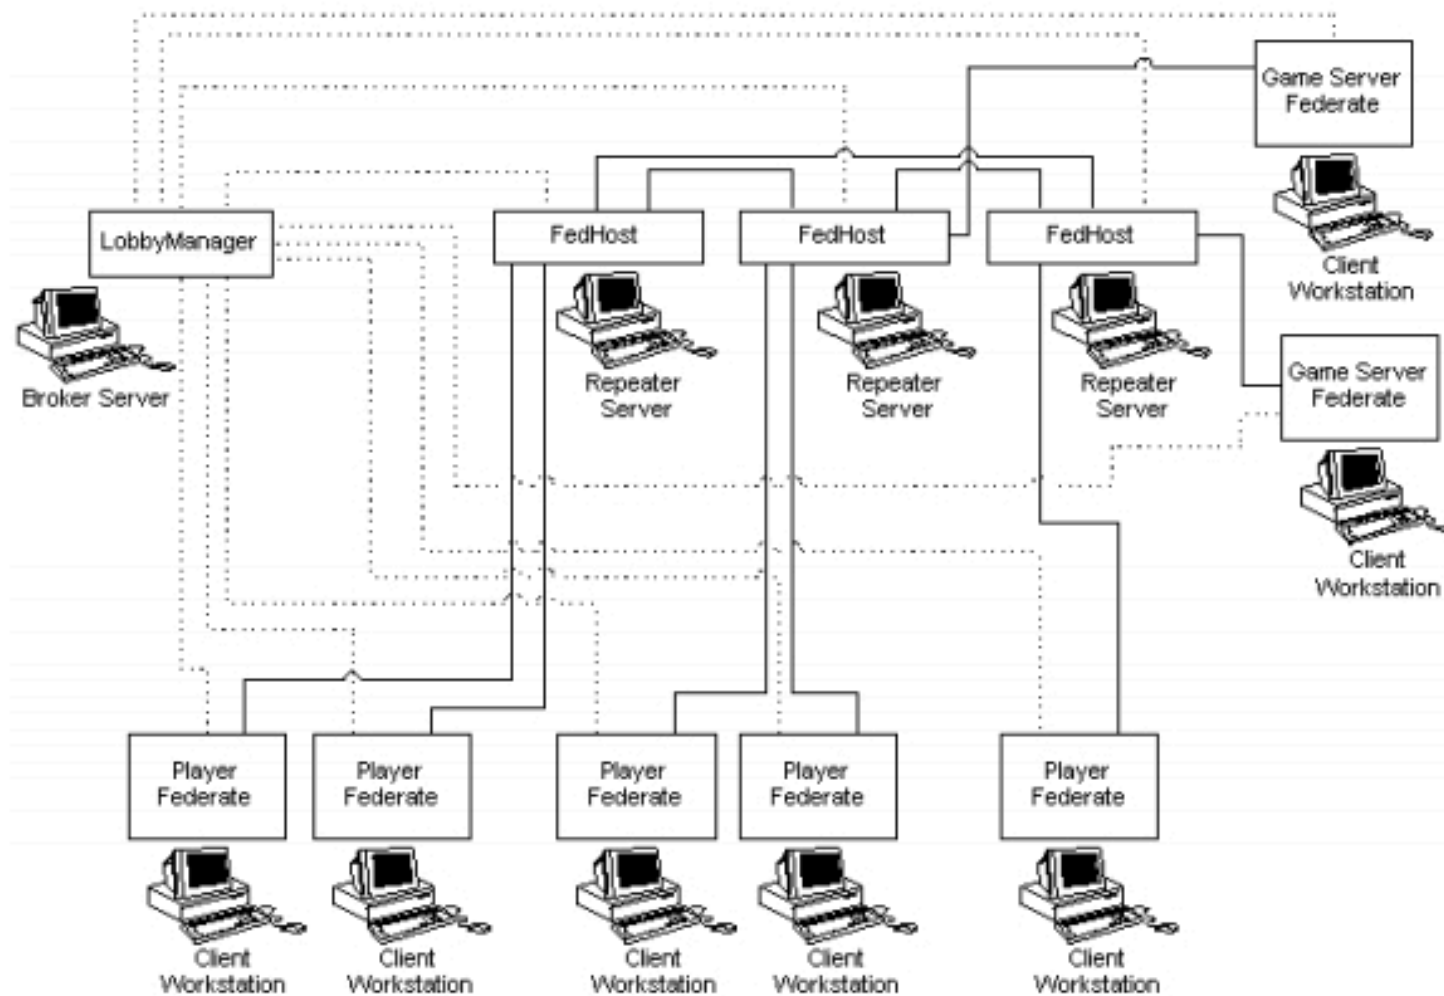 Game Server
Federate
Client
Workstation
LobbyManager
Broker Server
FedHost
Repeater
Server
FedHost
Repeater
Server
FedHost
Repeater
Server
Game Server
Federate
Client
Workstation
Player
Federate
Client
Workstation
Player
Federate
Client
Workstation
Player
Federate
Client
Workstation
Player
Federate
Client
Workstation
Player
Federate
Client
Workstation